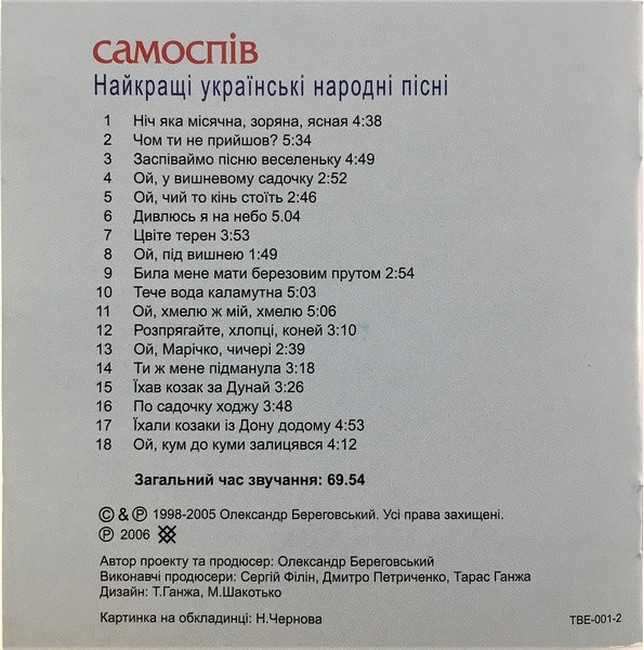 самоспів
Найкращі українські народні пісні
1 Ніч яка місячна, зоряна, ясная 4:38
2 Чом ти не прийшов? 5:34
3 Заспіваймо пісню веселеньку 4:49
4 Ой, у вишневому садочку 2:52
5 Ой, чий то кінь стоїть 2:46
6 Дивлюсь я на небо 5.04
7 Цвіте терен 3:53
8 Ой, під вишнею 1:49
9 Била мене мати березовим прутом 2:54
10 Тече вода каламутна 5:03
11 Ой, хмелю ж мій, хмелю 5:06
12 Розпрягайте, хлопці, коней 3:10
13 Ой, Марічко, чичері 2:39
14 Ти ж мене підманула 3:18
15 Їхав козак за Дунай 3:26
16 По садочку ходжу 3:48
17 Їхали козаки із Дону додому 4:53
18 Ой, кум до куми залицявся 4:12
Загальний час звучання: 69.54
© & ℗ 1998-2005 Олександр Береговський. Усі права захищені.
℗ 2006
Автор проекту та продюсер: Олександр Береговський
Виконавчі продюсери: Сергій Філін, Дмитро Петриченко, Тарас Ганжа
Дизайн: Т.Ганжа, М.Шакотько
Картинка на обкладинці: Н.Чернова
ТВЕ-001-2